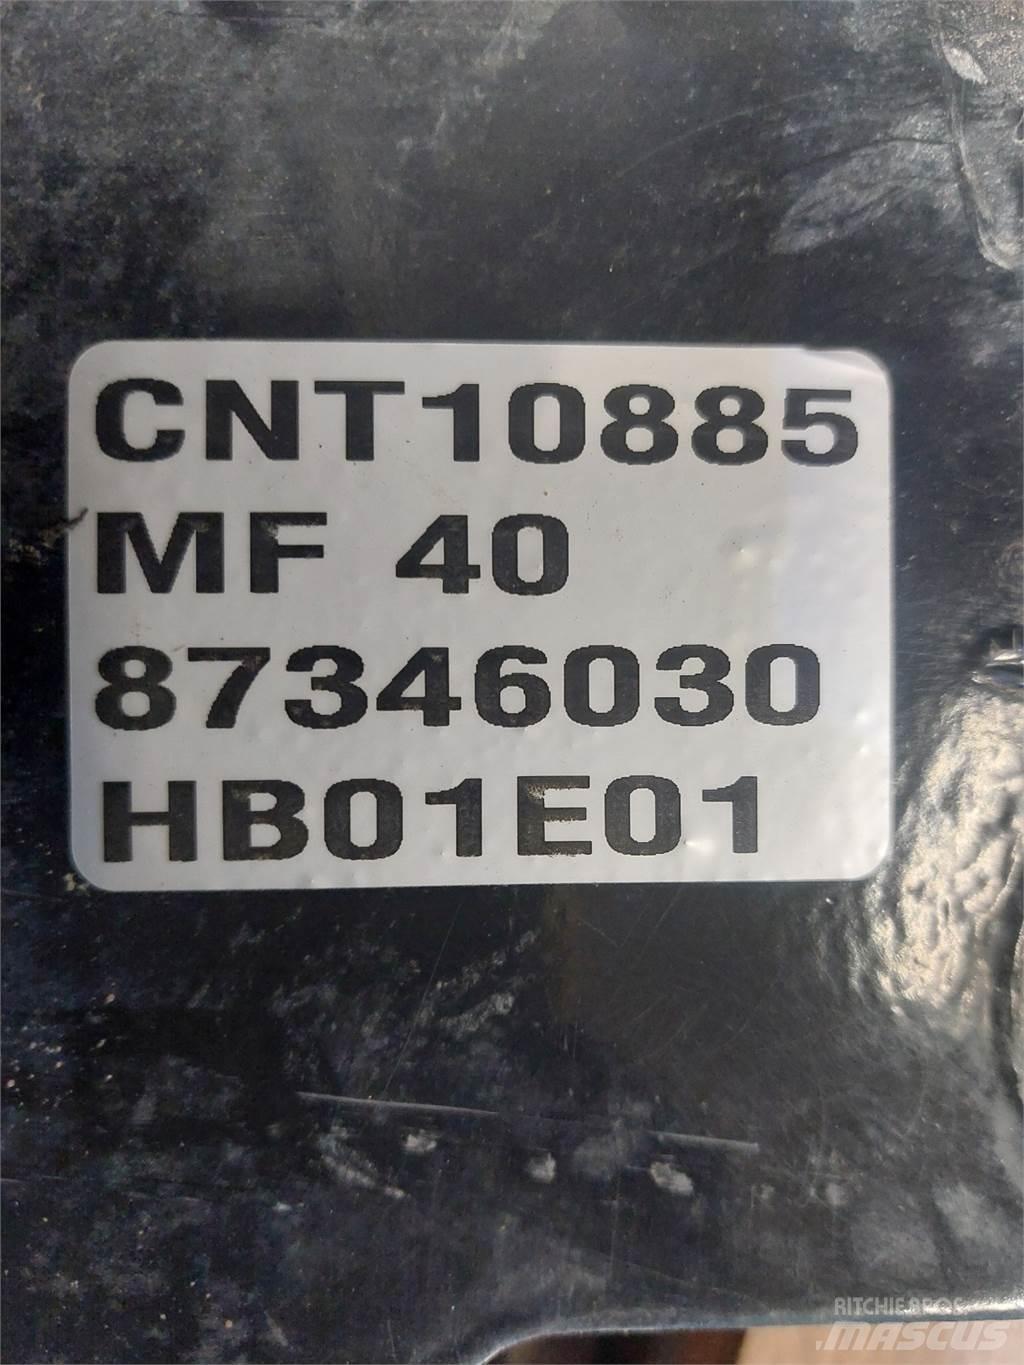 CNT10885
MF 40
87346030
HB01E01
RITCHIE BROS.
MASCUS